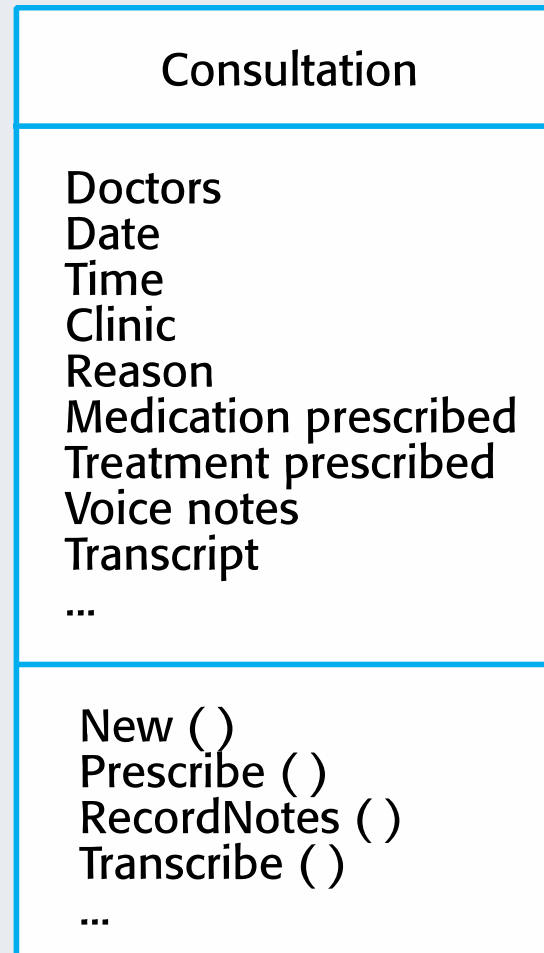 Consultation
Doctors
Date
Time
Clinic
Reason
Medication prescribed
Treatment prescribed
Voice notes
Transcript
...
New ( )
Prescribe ( )
RecordNotes ( )
Transcribe ( )
...